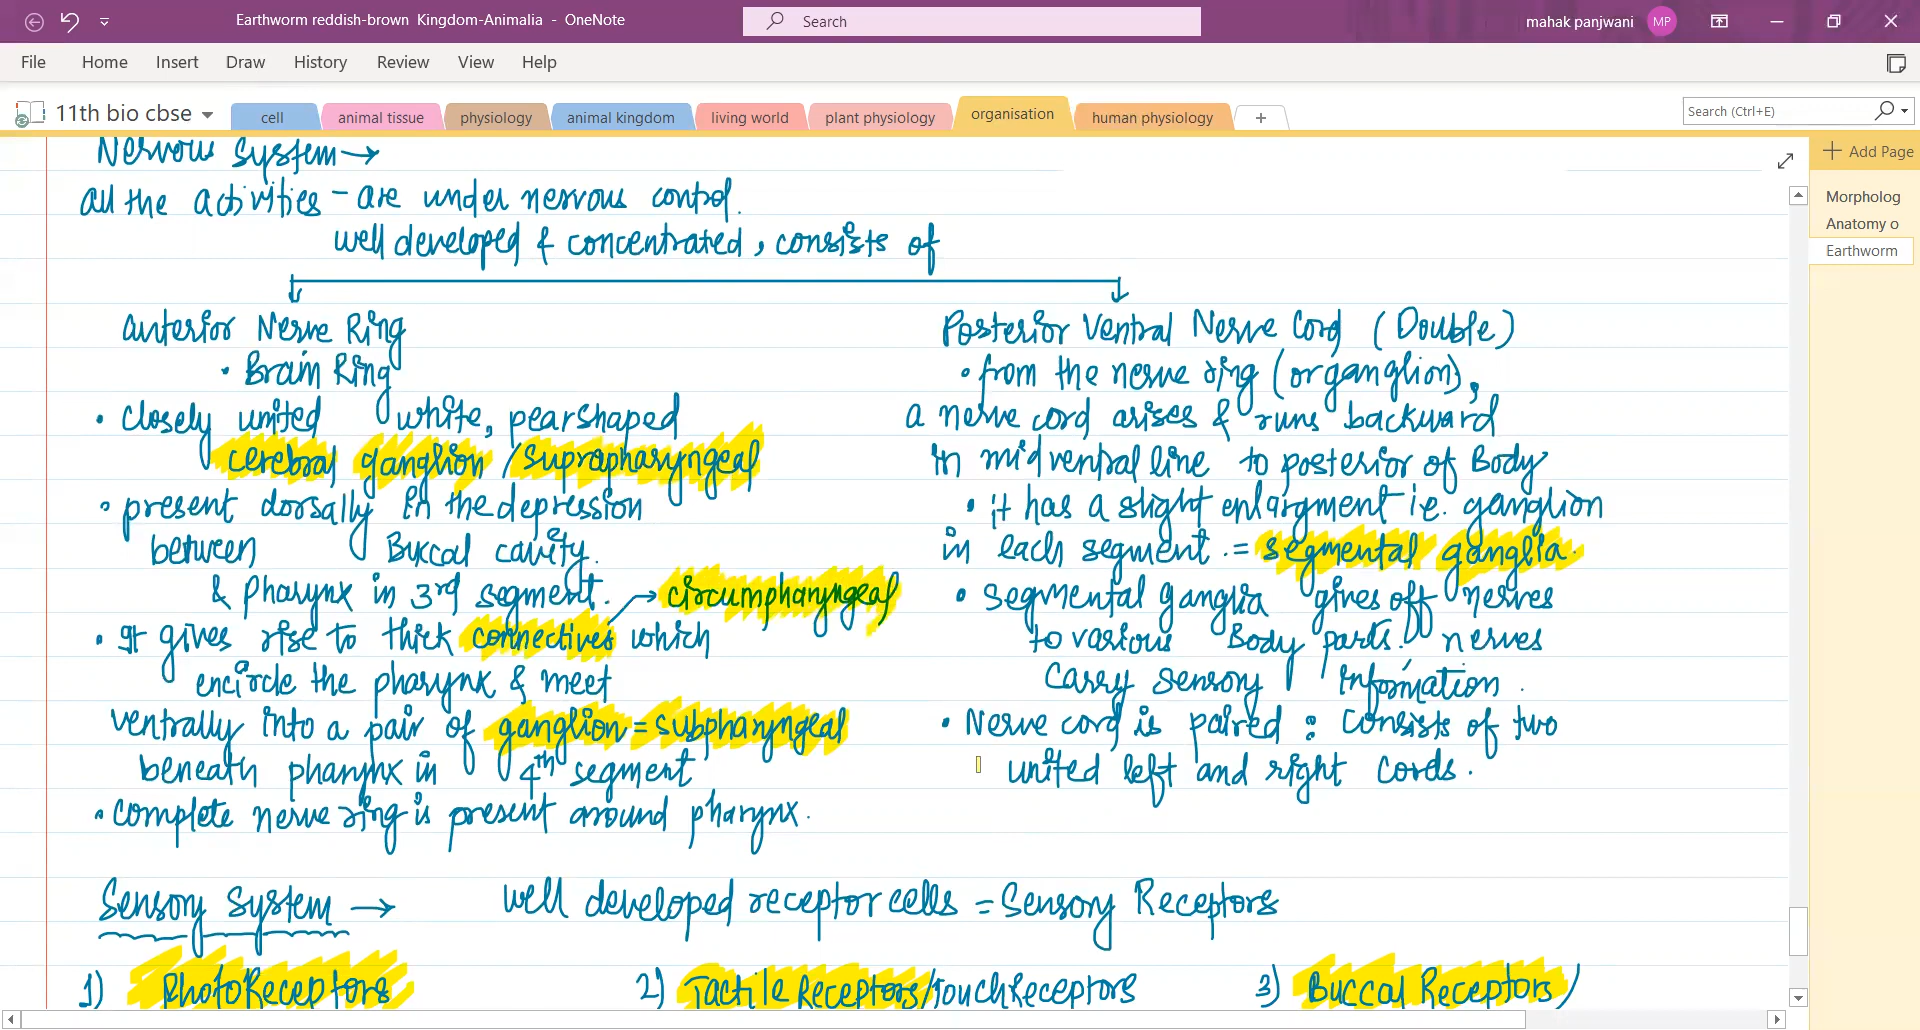 Earthworm reddish-brown Kingdom-Animalia - OneNote
Search
mahak panjwani MP
File Home Insert Draw History Review View Help
11th bio cbse
cell animal tissue physiology animal kingdom living world plant physiology organisation human physiology +
Search (Ctrl+E)
+ Add Page
Morpholog
Anatomy o
Earthworm
Nervous System →
All the activities - are under nervous control.
well developed & concentrated, consists of
Anterior Nerve Ring
• Brain Ring
• closely united white, pearshaped
cerebral ganglion / suprapharyngeal
• present dorsally in the depression
between Buccal cavity.
& Pharynx in 3rd segment.
→ circumpharyngeal
• It gives rise to thick connectives which
encircle the pharynx & meet
ventrally into a pair of ganglion = subpharyngeal
beneath pharynx in 4th segment
• complete nerve ring is present around pharynx.
Posterior Ventral Nerve Cord (Double)
• from the nerve ring (organglion),
a nerve cord arises & runs backward
in midventral line to posterior of Body
• it has a slight enlargment i.e. ganglion
in each segment. = segmental ganglia.
• segmental ganglia gives off nerves
to various Body parts. nerves
carry sensory information.
• Nerve cord is paired : consists of two
united left and right cords.
Sensory System → well developed receptor cells = Sensory Receptors
1) PhotoReceptors 2) Tactile Receptors/TouchReceptors 3) Buccal Receptors/